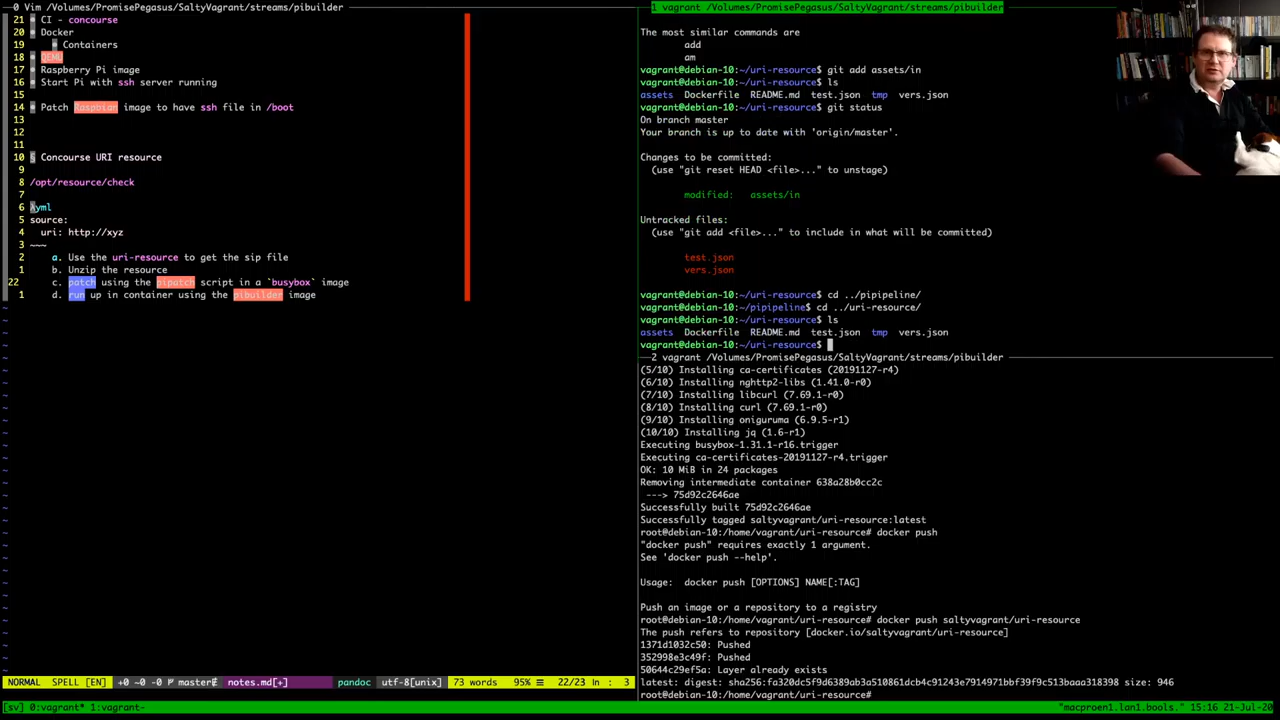 0 Vim /Volumes/PromisePegasus/SaltyVagrant/streams/pibuilder
21 CI - concourse
20 Docker
19 Containers
18 QEMU
17 Raspberry Pi image
16 Start Pi with ssh server running
15
14 Patch Raspbian image to have ssh file in /boot
13
12
11
10 § Concourse URI resource
9
8 /opt/resource/check
7
6 yml
5 source:
4 uri: http://xyz
3 ~~~
2 a. Use the uri-resource to get the sip file
1 b. Unzip the resource
22 c. patch using the pipatch script in a `busybox` image
1 d. run up in container using the pibuilder image
NORMAL SPELL [EN] +0 ~0 -0 master notes.md[+] pandoc utf-8[unix] 73 words 95% 22/23 ln : 3
1 vagrant /Volumes/PromisePegasus/SaltyVagrant/streams/pibuilder
The most similar commands are
add
am
vagrant@debian-10:~/uri-resource$ git add assets/in
vagrant@debian-10:~/uri-resource$ ls
assets Dockerfile README.md test.json tmp vers.json
vagrant@debian-10:~/uri-resource$ git status
On branch master
Your branch is up to date with 'origin/master'.
Changes to be committed:
(use "git reset HEAD <file>..." to unstage)
modified: assets/in
Untracked files:
(use "git add <file>..." to include in what will be committed)
test.json
vers.json
vagrant@debian-10:~/uri-resource$ cd ../pipipeline/
vagrant@debian-10:~/pipipeline$ cd ../uri-resource/
vagrant@debian-10:~/uri-resource$ ls
assets Dockerfile README.md test.json tmp vers.json
vagrant@debian-10:~/uri-resource$
2 vagrant /Volumes/PromisePegasus/SaltyVagrant/streams/pibuilder
(5/10) Installing ca-certificates (20191127-r4)
(6/10) Installing nghttp2-libs (1.41.0-r0)
(7/10) Installing libcurl (7.69.1-r0)
(8/10) Installing curl (7.69.1-r0)
(9/10) Installing oniguruma (6.9.5-r1)
(10/10) Installing jq (1.6-r1)
Executing busybox-1.31.1-r16.trigger
Executing ca-certificates-20191127-r4.trigger
OK: 10 MiB in 24 packages
Removing intermediate container 638a28b0cc2c
---> 75d92c2646ae
Successfully built 75d92c2646ae
Successfully tagged saltyvagrant/uri-resource:latest
root@debian-10:/home/vagrant/uri-resource# docker push
"docker push" requires exactly 1 argument.
See 'docker push --help'.
Usage: docker push [OPTIONS] NAME[:TAG]
Push an image or a repository to a registry
root@debian-10:/home/vagrant/uri-resource# docker push saltyvagrant/uri-resource
The push refers to repository [docker.io/saltyvagrant/uri-resource]
1371d1032c50: Pushed
352998e3c49f: Pushed
50644c29ef5a: Layer already exists
latest: digest: sha256:fa320dc5f9d6389ab3a510861dcb4c91243e7914971bbf39f9c513baaa318398 size: 946
root@debian-10:/home/vagrant/uri-resource#
[sv] 0:vagrant* 1:vagrant- "macproen1.lan1.bools." 15:16 21-Jul-20